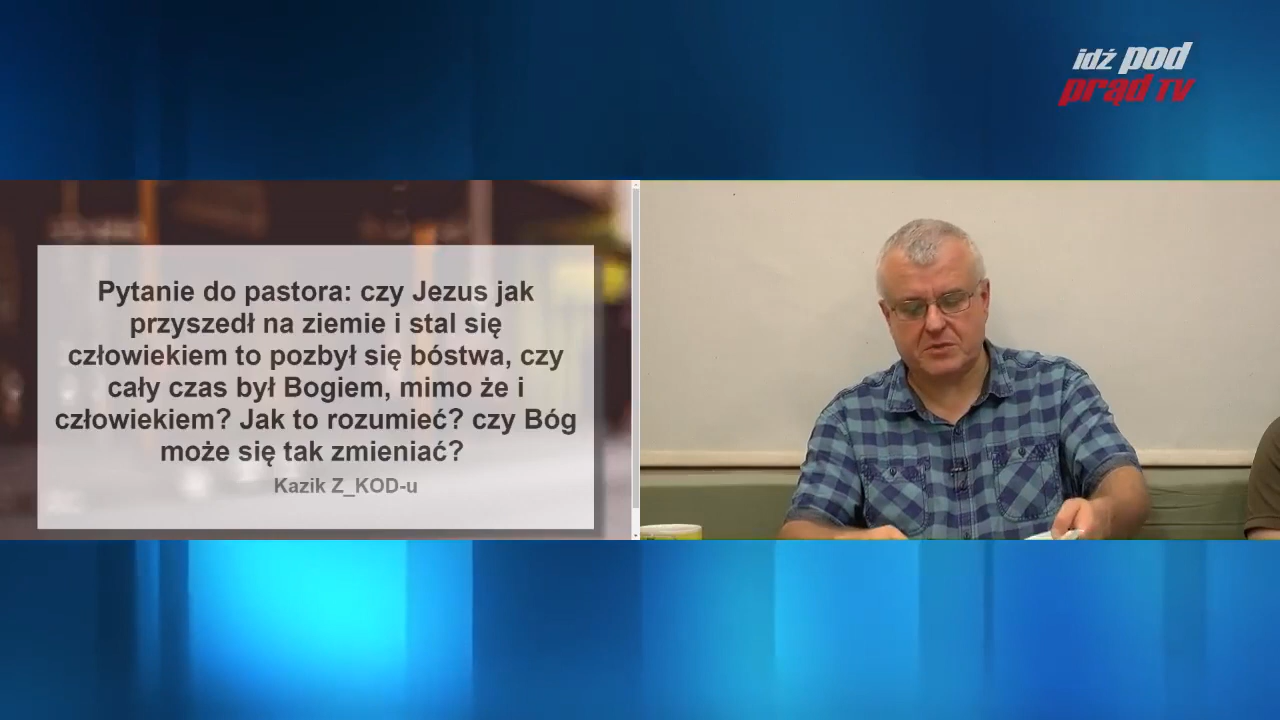 idź pod
prąd TV
Pytanie do pastora: czy Jezus jak
przyszedł na ziemie i stal się
człowiekiem to pozbył się bóstwa, czy
cały czas był Bogiem, mimo że i
człowiekiem? Jak to rozumieć? czy Bóg
może się tak zmieniać?
Kazik Z_KOD-u